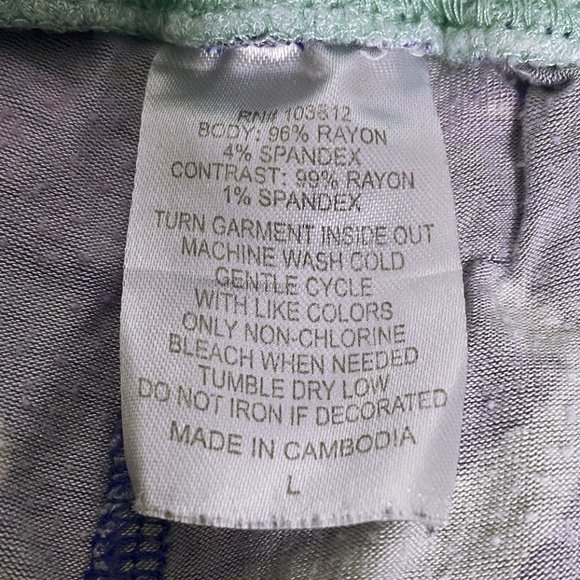 RN# 103612
BODY: 96% RAYON
4% SPANDEX
CONTRAST: 99% RAYON
1% SPANDEX
TURN GARMENT INSIDE OUT
MACHINE WASH COLD
GENTLE CYCLE
WITH LIKE COLORS
ONLY NON-CHLORINE
BLEACH WHEN NEEDED
TUMBLE DRY LOW
DO NOT IRON IF DECORATED
MADE IN CAMBODIA
L